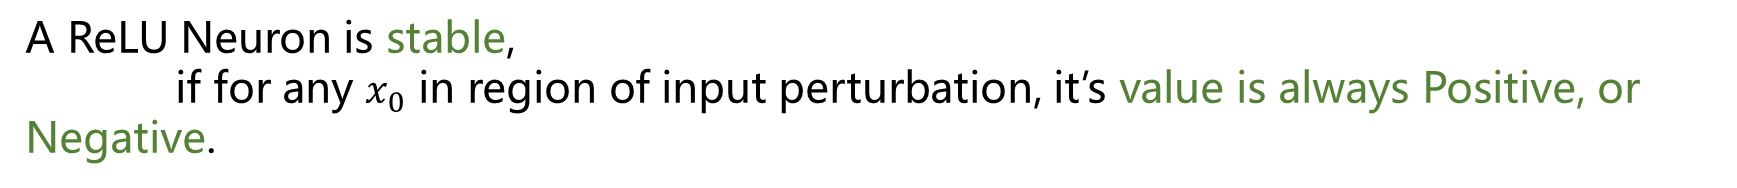 A ReLU Neuron is stable,
if for any x₀ in region of input perturbation, it's value is always Positive, or
Negative.